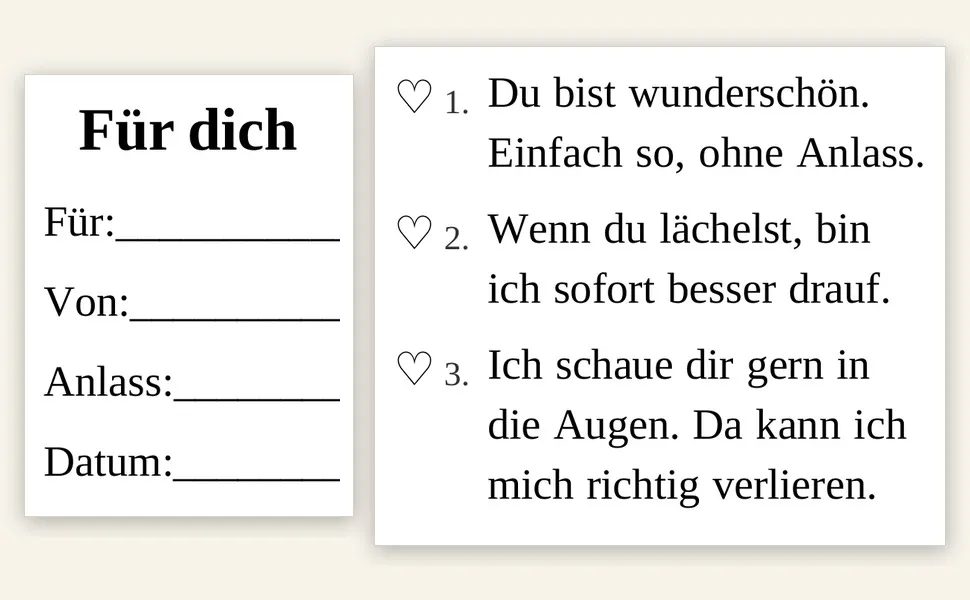 Für dich
Für:___________
Von:__________
Anlass:________
Datum:________
♡ 1. Du bist wunderschön.
Einfach so, ohne Anlass.
♡ 2. Wenn du lächelst, bin
ich sofort besser drauf.
♡ 3. Ich schaue dir gern in
die Augen. Da kann ich
mich richtig verlieren.